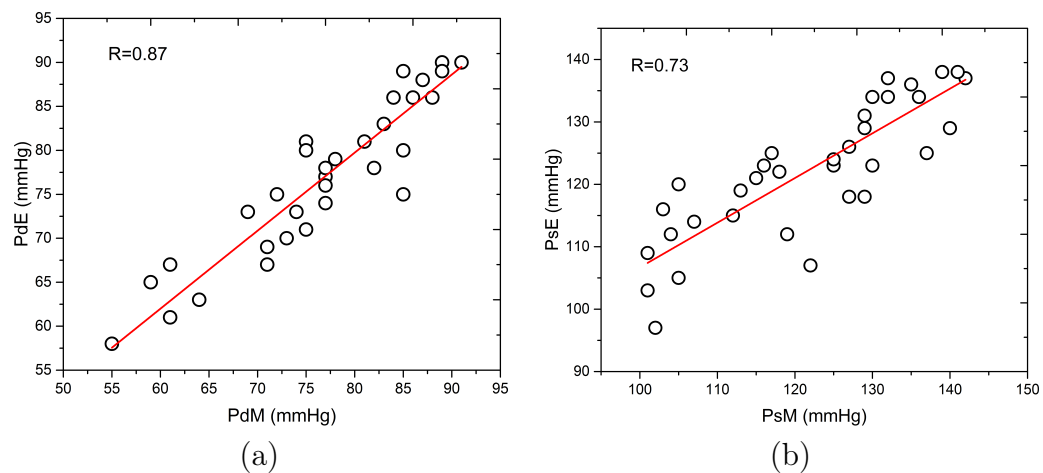 95
90
85
80
75
70
65
60
55
PdE (mmHg)
R=0.87
50 55 60 65 70 75 80 85 90 95
PdM (mmHg)
(a)
140
130
120
110
100
90
PsE (mmHg)
R=0.73
100 110 120 130 140 150
PsM (mmHg)
(b)